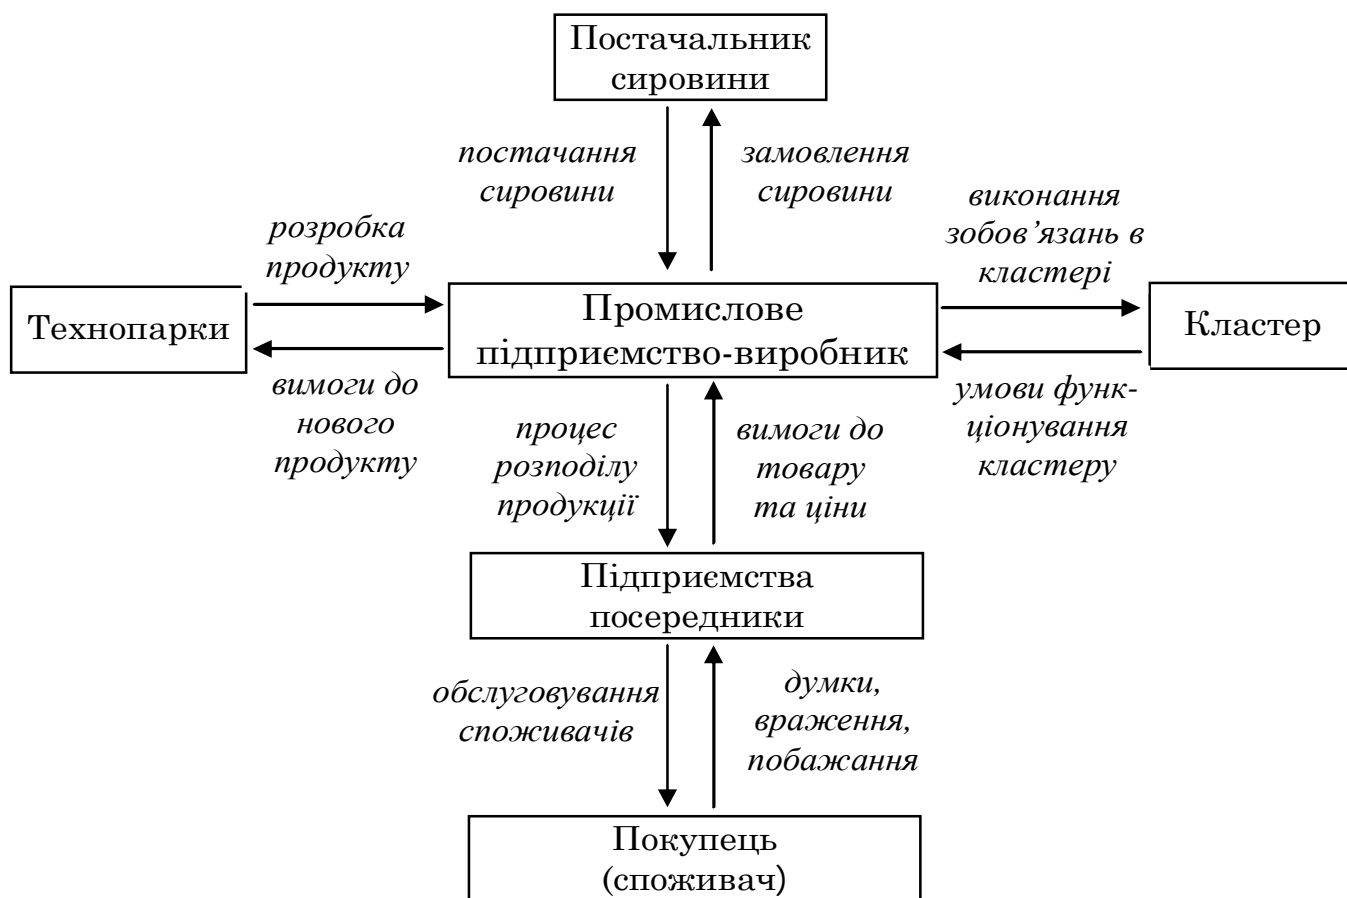 Постачальник
сировини
постачання
сировини
замовлення
сировини
виконання
зобов’язань в
кластері
розробка
продукту
Технопарки
Промислове
підприємство-виробник
Кластер
вимоги до
нового
продукту
процес
розподілу
продукції
вимоги до
товару
та ціни
умови функ-
ціонування
кластеру
Підприємства
посередники
обслуговування
споживачів
думки,
враження,
побажання
Покупець
(споживач)